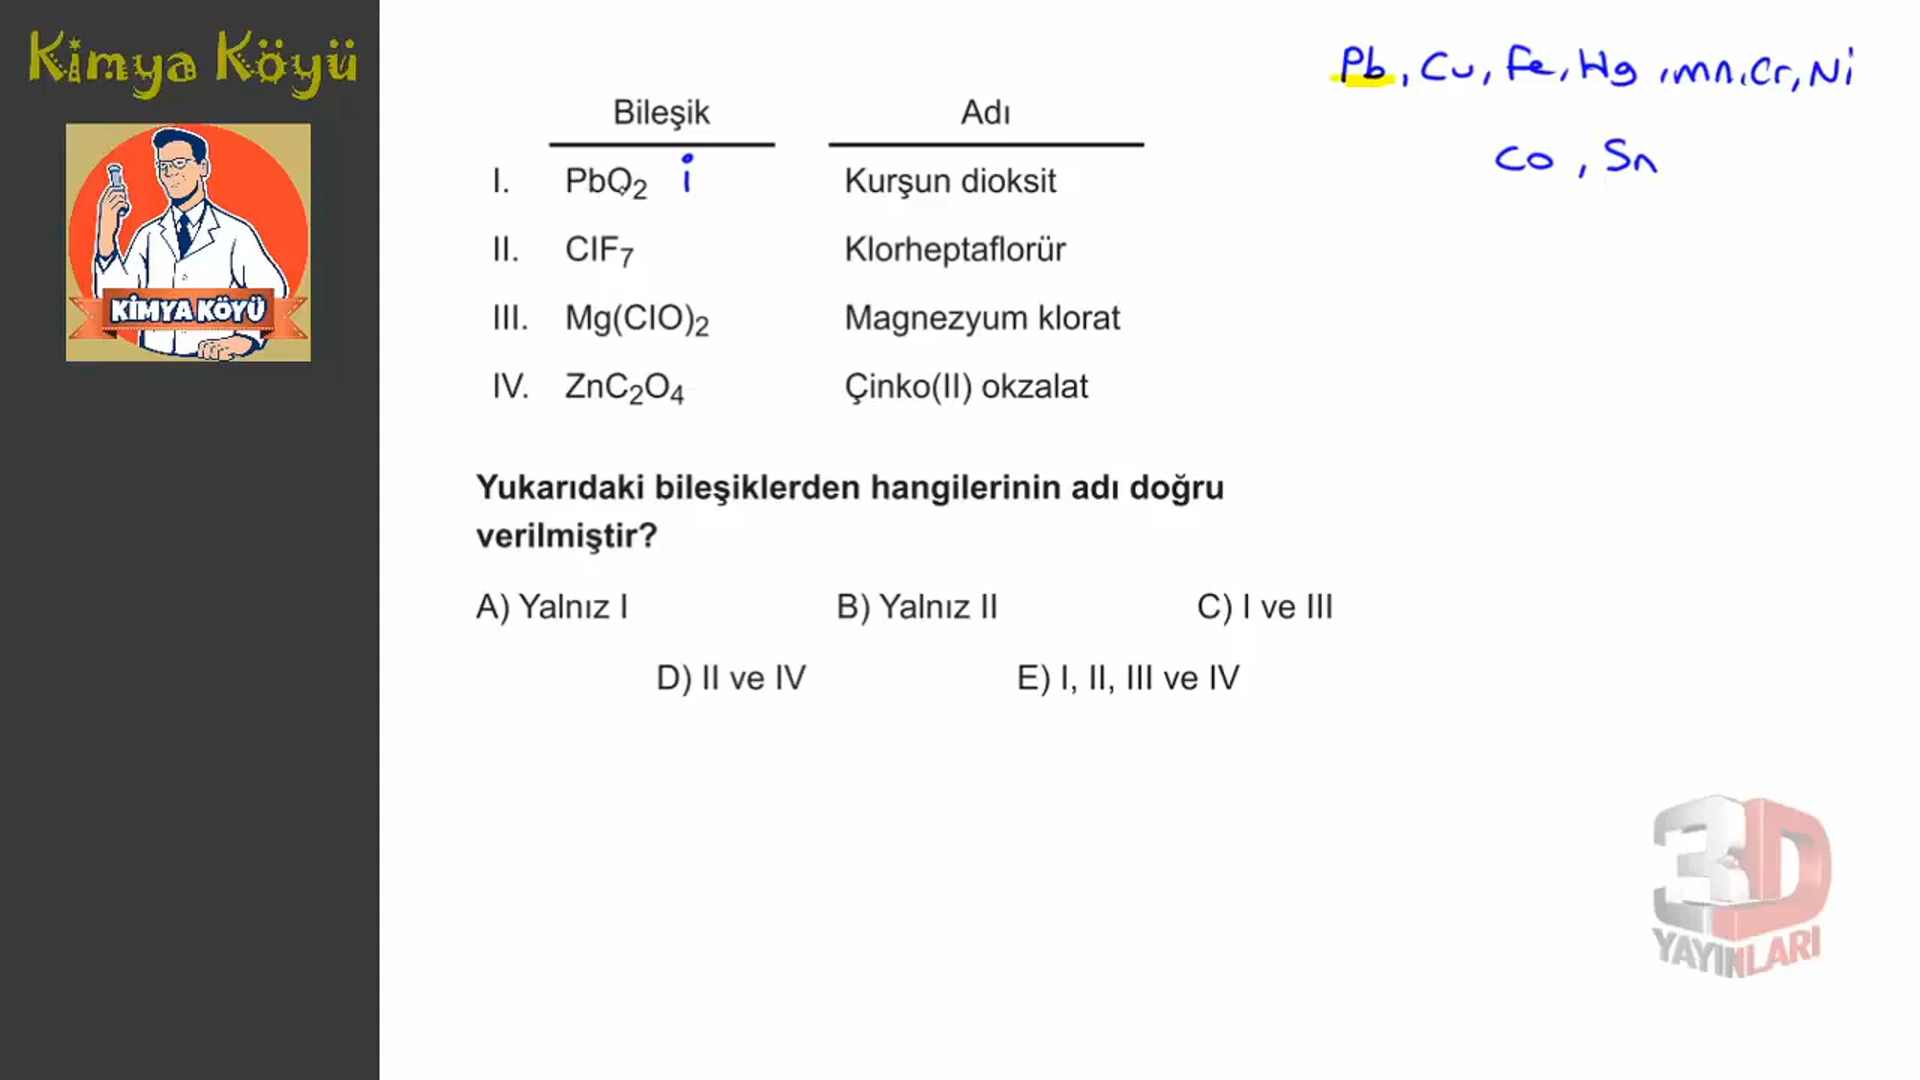 Kimya Köyü
KİMYA KÖYÜ
Pb, Cu, Fe, Hg, mn, Cr, Ni
Co, Sn
Bileşik Adı
I. PbO2 i Kurşun dioksit
II. ClF7 Klorheptaflorür
III. Mg(ClO)2 Magnezyum klorat
IV. ZnC2O4 Çinko(II) okzalat
Yukarıdaki bileşiklerden hangilerinin adı doğru
verilmiştir?
A) Yalnız I B) Yalnız II C) I ve III
D) II ve IV E) I, II, III ve IV
3D
YAYINLARI